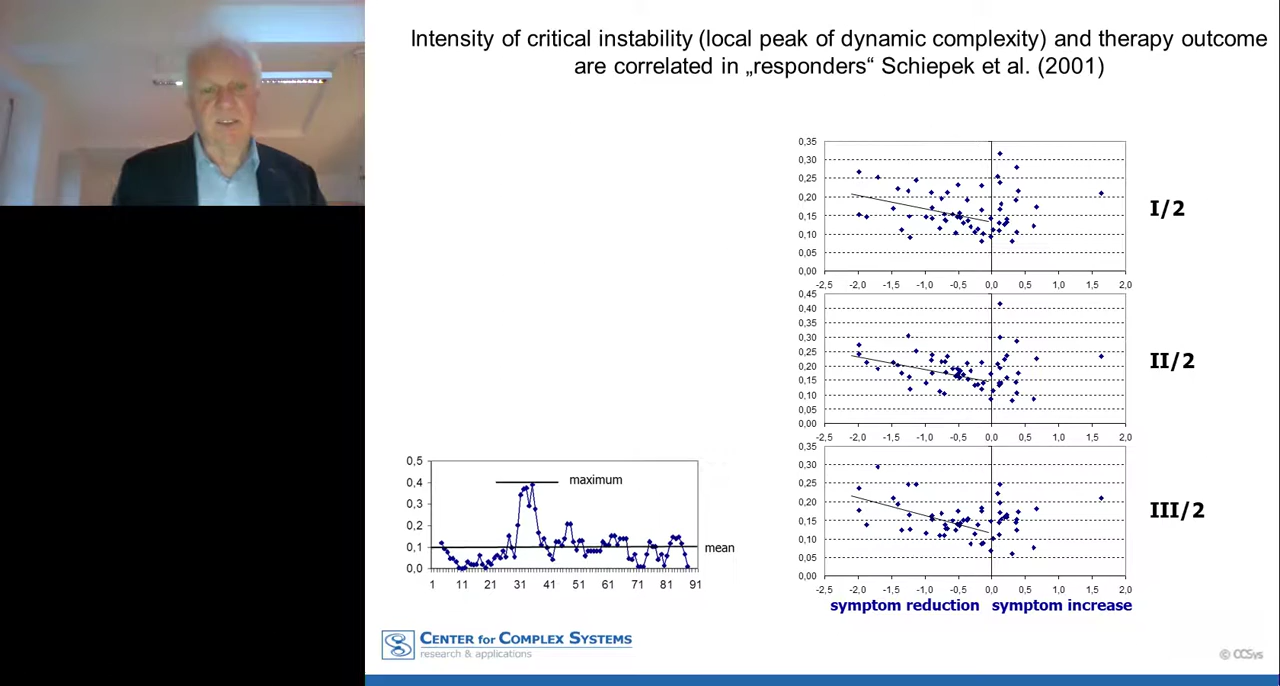 Intensity of critical instability (local peak of dynamic complexity) and therapy outcome
are correlated in „responders“ Schiepek et al. (2001)
0,35
0,30
0,25
0,20
0,15
0,10
0,05
0,00
-2,5 -2,0 -1,5 -1,0 -0,5 0,0 0,5 1,0 1,5 2,0
I/2
0,45
0,40
0,35
0,30
0,25
0,20
0,15
0,10
0,05
0,00
-2,5 -2,0 -1,5 -1,0 -0,5 0,0 0,5 1,0 1,5 2,0
II/2
0,35
0,30
0,25
0,20
0,15
0,10
0,05
0,00
-2,5 -2,0 -1,5 -1,0 -0,5 0,0 0,5 1,0 1,5 2,0
III/2
symptom reduction symptom increase
0,5
0,4
0,3
0,2
0,1
0,0
1 11 21 31 41 51 61 71 81 91
maximum
mean
CENTER for COMPLEX SYSTEMS
research & applications
© CCSys